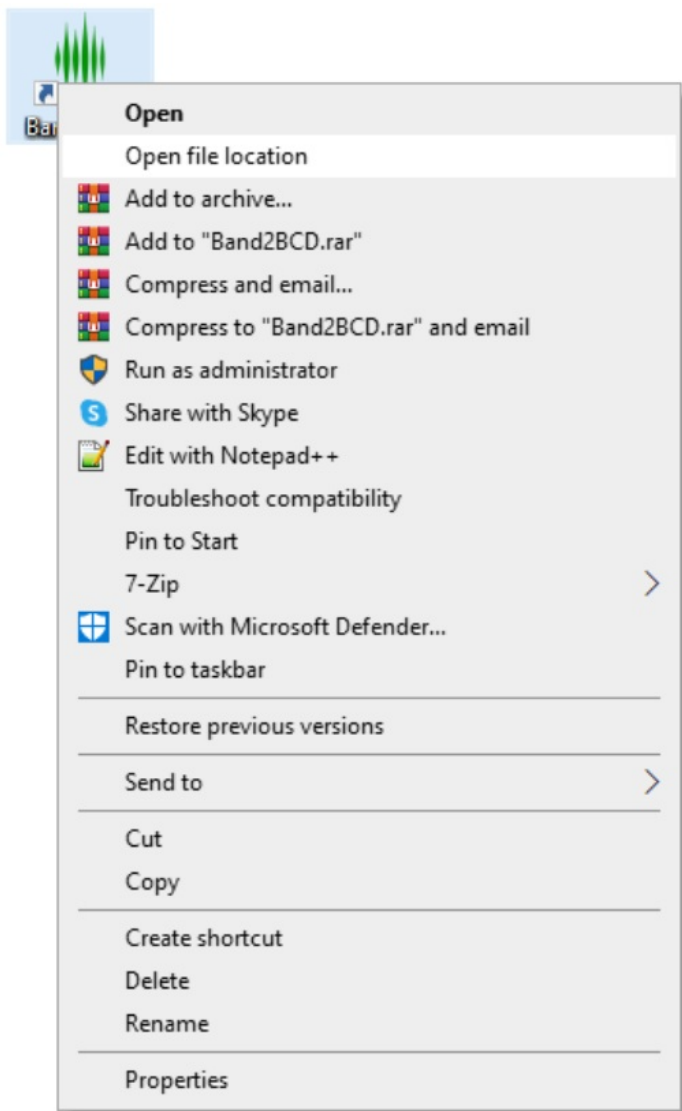 Open
Open file location
Add to archive...
Add to "Band2BCD.rar"
Compress and email...
Compress to "Band2BCD.rar" and email
Run as administrator
Share with Skype
Edit with Notepad++
Troubleshoot compatibility
Pin to Start
7-Zip
Scan with Microsoft Defender...
Pin to taskbar
Restore previous versions
Send to
Cut
Copy
Create shortcut
Delete
Rename
Properties